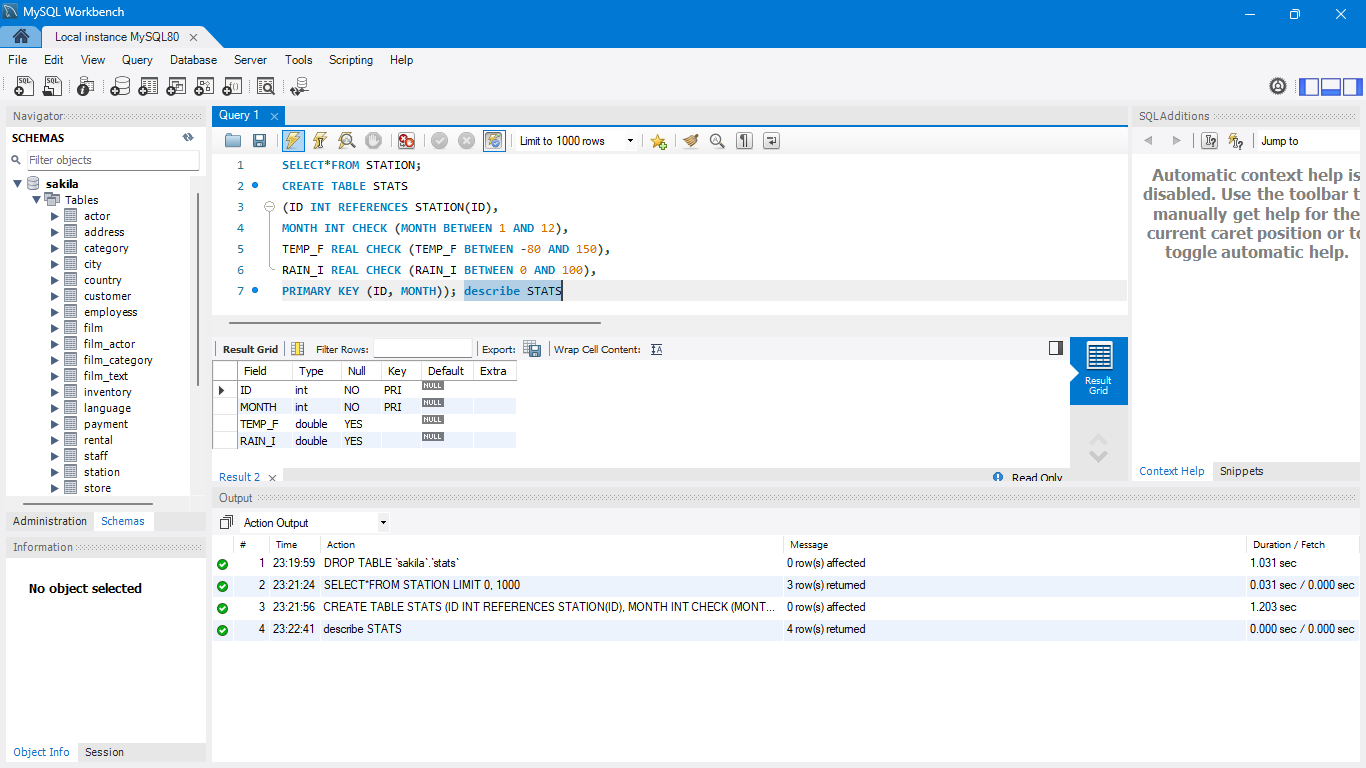 MySQL Workbench
Local instance MySQL80
File Edit View Query Database Server Tools Scripting Help
Navigator
SCHEMAS
Filter objects
sakila
Tables
actor
address
category
city
country
customer
employess
film
film_actor
film_category
film_text
inventory
language
payment
rental
staff
station
store
Administration Schemas
Information
No object selected
Object Info Session
Query 1
Limit to 1000 rows
1 SELECT*FROM STATION;
2 CREATE TABLE STATS
3 (ID INT REFERENCES STATION(ID),
4 MONTH INT CHECK (MONTH BETWEEN 1 AND 12),
5 TEMP_F REAL CHECK (TEMP_F BETWEEN -80 AND 150),
6 RAIN_I REAL CHECK (RAIN_I BETWEEN 0 AND 100),
7 PRIMARY KEY (ID, MONTH)); describe STATS
Result Grid Filter Rows: Export: Wrap Cell Content:
Field Type Null Key Default Extra
ID int NO PRI NULL
MONTH int NO PRI NULL
TEMP_F double YES NULL
RAIN_I double YES NULL
Result Grid
Result 2 Read Only
SQLAdditions
Jump to
Automatic context help is
disabled. Use the toolbar t
manually get help for the
current caret position or to
toggle automatic help.
Context Help Snippets
Output
Action Output
# Time Action Message Duration / Fetch
1 23:19:59 DROP TABLE `sakila`.`stats` 0 row(s) affected 1.031 sec
2 23:21:24 SELECT*FROM STATION LIMIT 0, 1000 3 row(s) returned 0.031 sec / 0.000 sec
3 23:21:56 CREATE TABLE STATS (ID INT REFERENCES STATION(ID), MONTH INT CHECK (MONT... 0 row(s) affected 1.203 sec
4 23:22:41 describe STATS 4 row(s) returned 0.000 sec / 0.000 sec